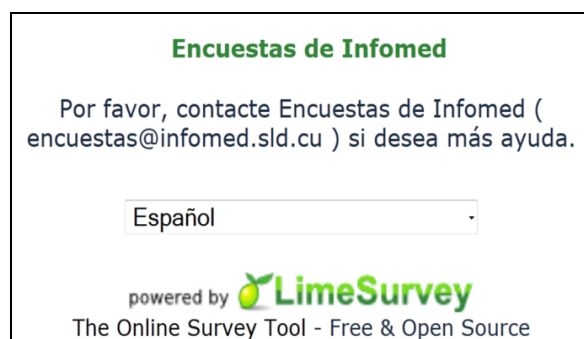 Encuestas de Infomed
Por favor, contacte Encuestas de Infomed (
encuestas@infomed.sld.cu ) si desea más ayuda.
Español
powered by LimeSurvey
The Online Survey Tool - Free & Open Source